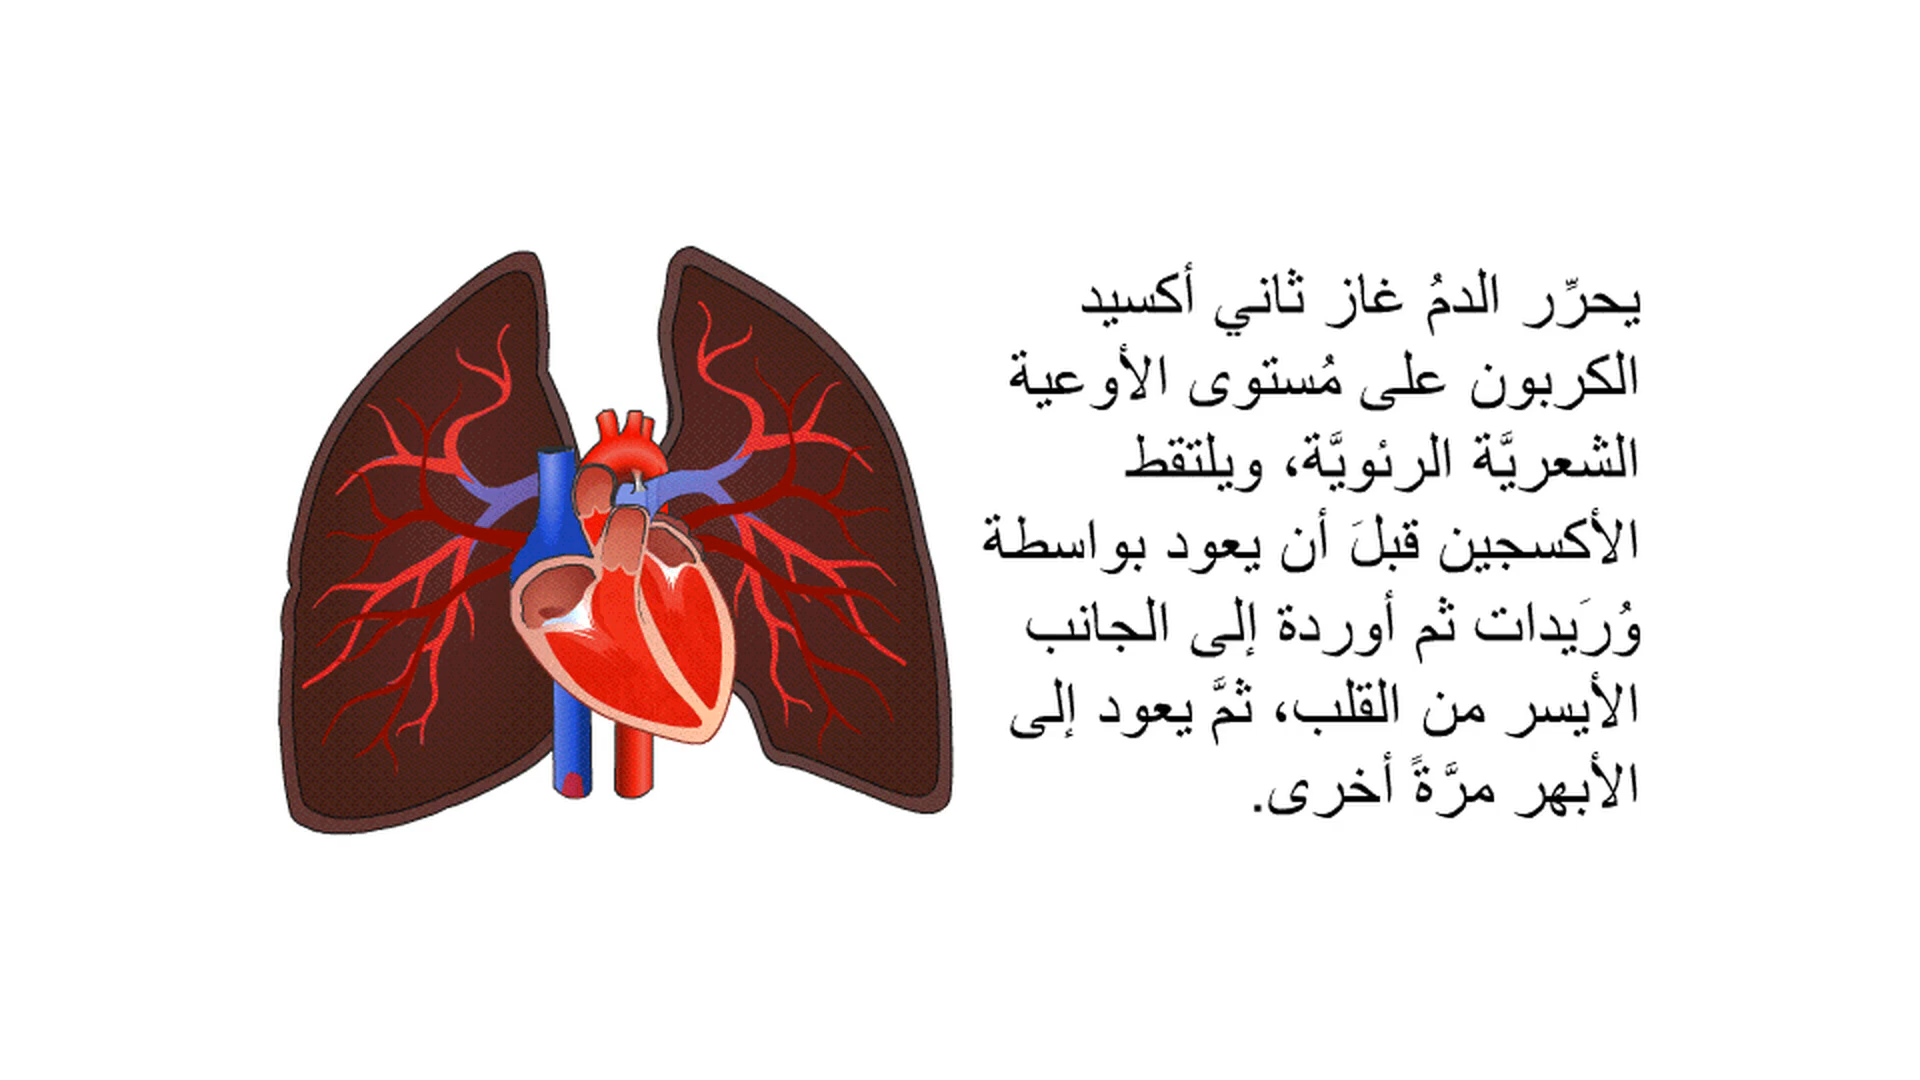 يحرِّر الدمُ غاز ثاني أكسيد
الكربون على مُستوى الأوعية
الشعريَّة الرئويَّة، ويلتقط
الأكسجين قبلَ أن يعود بواسطة
وُرَيدات ثم أوردة إلى الجانب
الأيسر من القلب، ثمَّ يعود إلى
الأبهر مرَّةً أخرى.